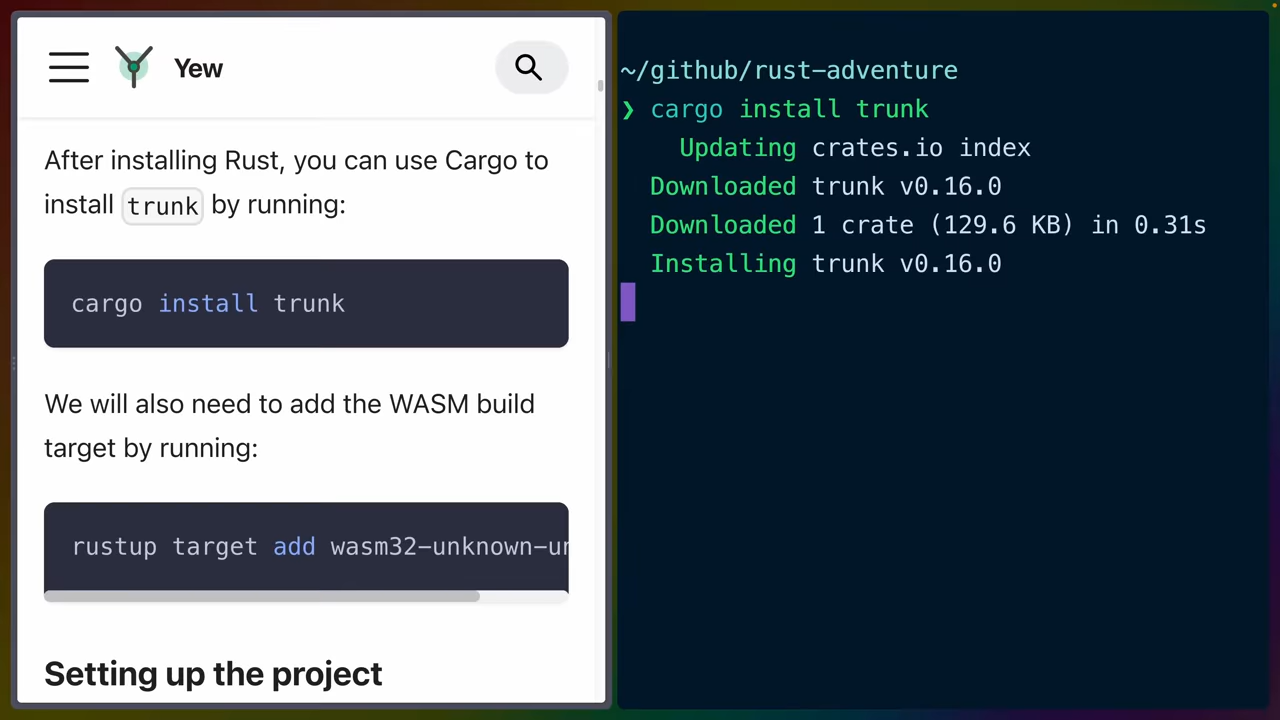 Yew
After installing Rust, you can use Cargo to
install trunk by running:
cargo install trunk
We will also need to add the WASM build
target by running:
rustup target add wasm32-unknown-un
Setting up the project
~/github/rust-adventure
❯ cargo install trunk
Updating crates.io index
Downloaded trunk v0.16.0
Downloaded 1 crate (129.6 KB) in 0.31s
Installing trunk v0.16.0